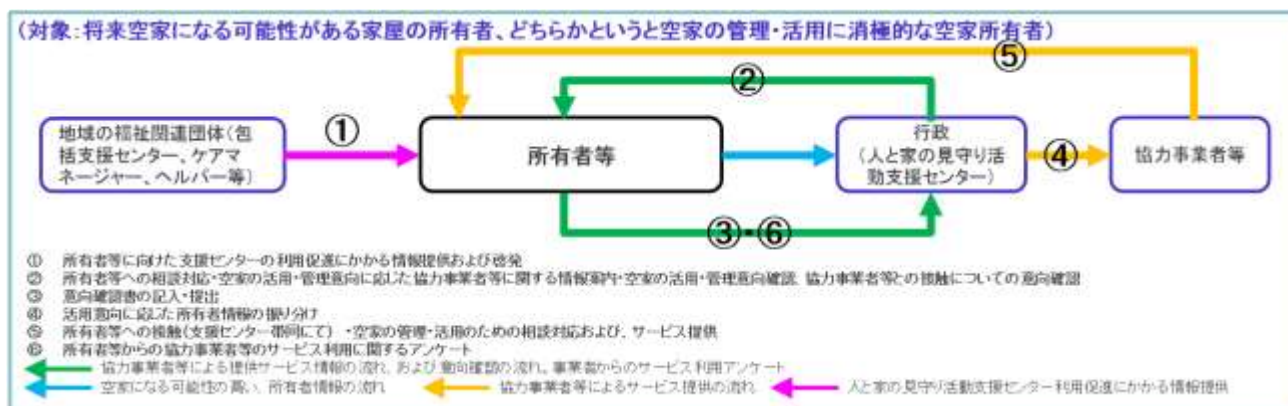 (対象:将来空家になる可能性がある家屋の所有者、どちらかというと空家の管理・活用に消極的な空家所有者)
⑤
②
地域の福祉関連団体(包
括支援センター、ケアマ
ネージャー、ヘルパー等)
①
所有者等
行政
(人と家の見守り活
動支援センター)
④
協力事業者等
③・⑥
① 所有者等に向けた支援センターの利用促進にかかる情報提供および啓発
② 所有者等への相談対応・空家の活用・管理意向に応じた協力事業者等に関する情報案内・空家の活用・管理意向確認、協力事業者等との接触についての意向確認
③ 意向確認書の記入・提出
④ 活用意向に応じた所有者情報の振り分け
⑤ 所有者等への接触(支援センター帯同にて)・空家の管理・活用のための相談対応および、サービス提供
⑥ 所有者等からの協力事業者等のサービス利用に関するアンケート
協力事業者等による提供サービス情報の流れ、および意向確認の流れ、事業者からのサービス利用アンケート
空家になる可能性の高い、所有者情報の流れ 協力事業者等によるサービス提供の流れ 人と家の見守り活動支援センター利用促進にかかる情報提供